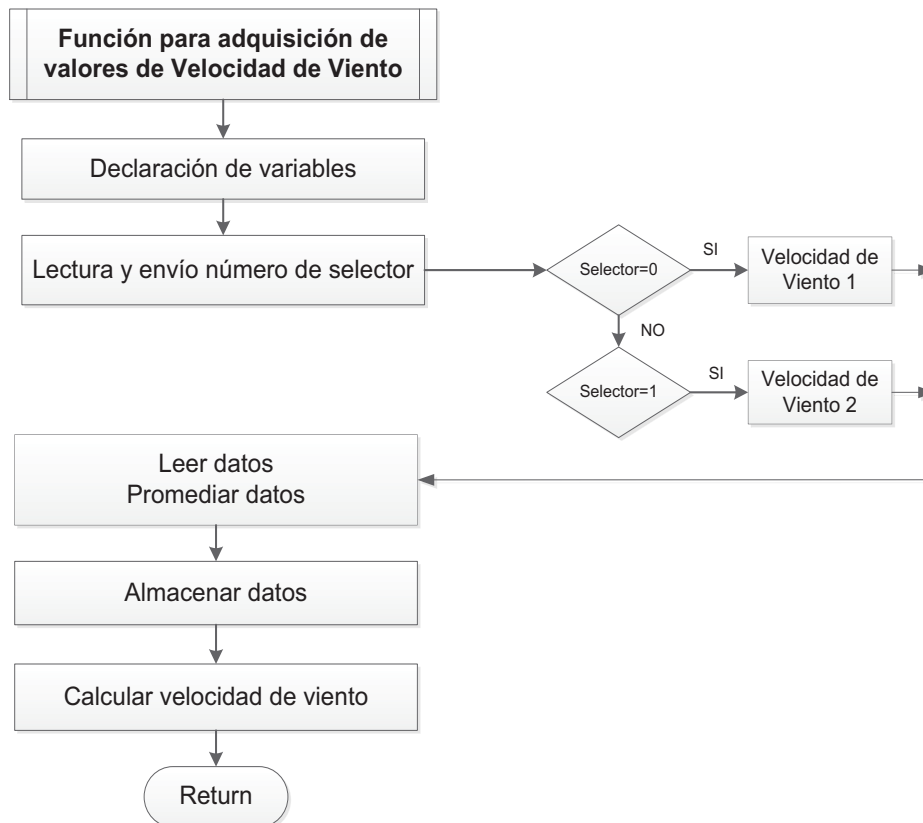 Función para adquisición de
valores de Velocidad de Viento
Declaración de variables
Lectura y envío número de selector
Selector=0
SI
Velocidad de
Viento 1
NO
Selector=1
SI
Velocidad de
Viento 2
Leer datos
Promediar datos
Almacenar datos
Calcular velocidad de viento
Return